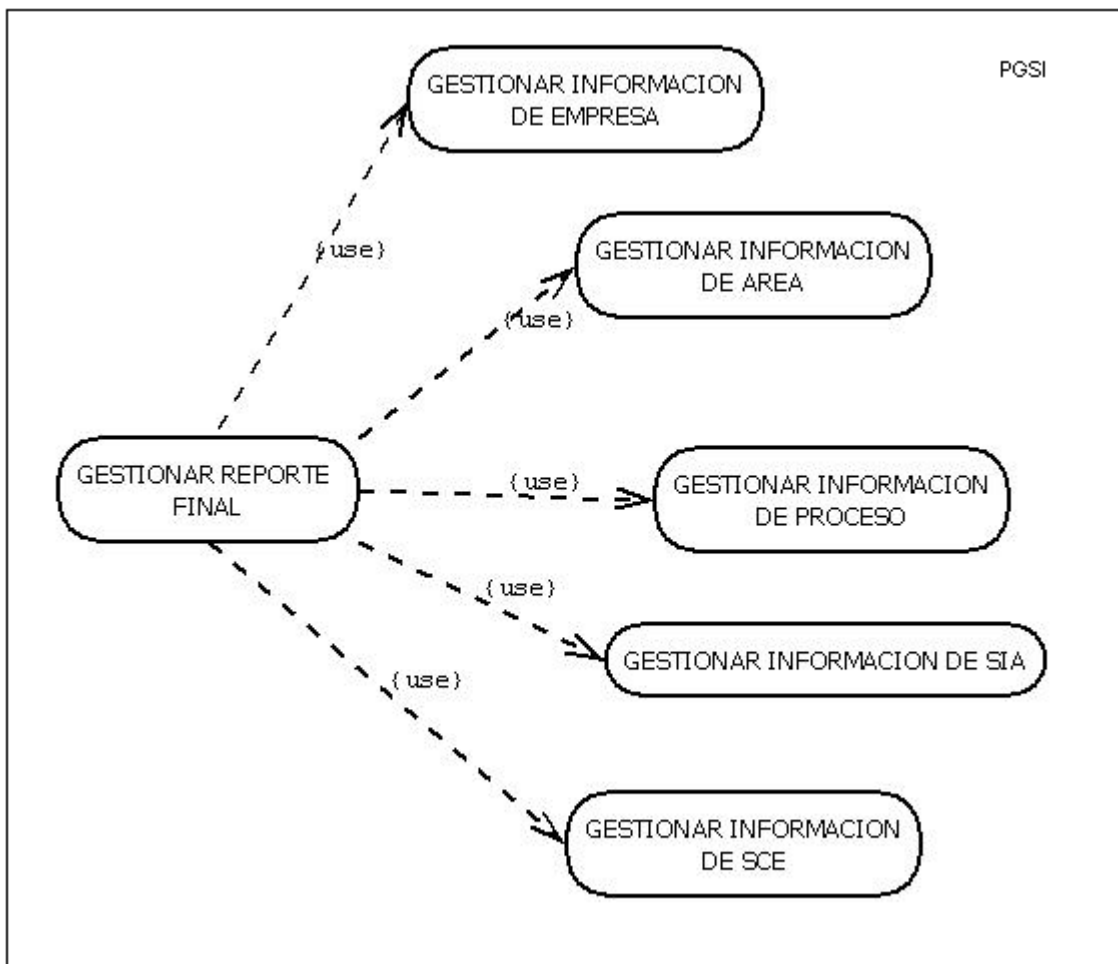 PGSI
GESTIONAR INFORMACION
DE EMPRESA
{use}
GESTIONAR INFORMACION
DE AREA
{use}
GESTIONAR REPORTE
FINAL
{use}
GESTIONAR INFORMACION
DE PROCESO
{use}
GESTIONAR INFORMACION DE SIA
{use}
GESTIONAR INFORMACION
DE SCE